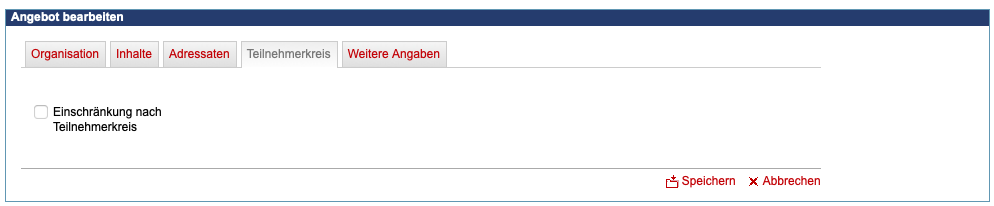 Angebot bearbeiten
Organisation Inhalte Adressaten Teilnehmerkreis Weitere Angaben
Einschränkung nach
Teilnehmerkreis
Speichern Abbrechen